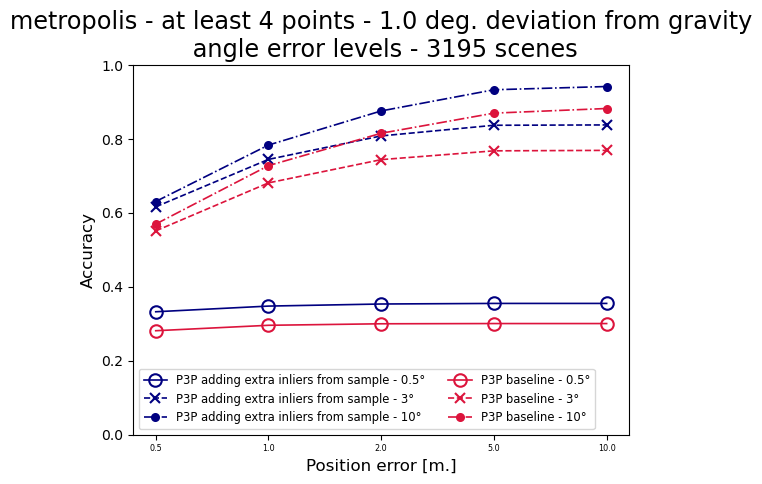 metropolis - at least 4 points - 1.0 deg. deviation from gravity
angle error levels - 3195 scenes
1.0
0.8
0.6
0.4
0.2
0.0
Accuracy
P3P adding extra inliers from sample - 0.5°
P3P adding extra inliers from sample - 3°
P3P adding extra inliers from sample - 10°
P3P baseline - 0.5°
P3P baseline - 3°
P3P baseline - 10°
0.5 1.0 2.0 5.0 10.0
Position error [m.]